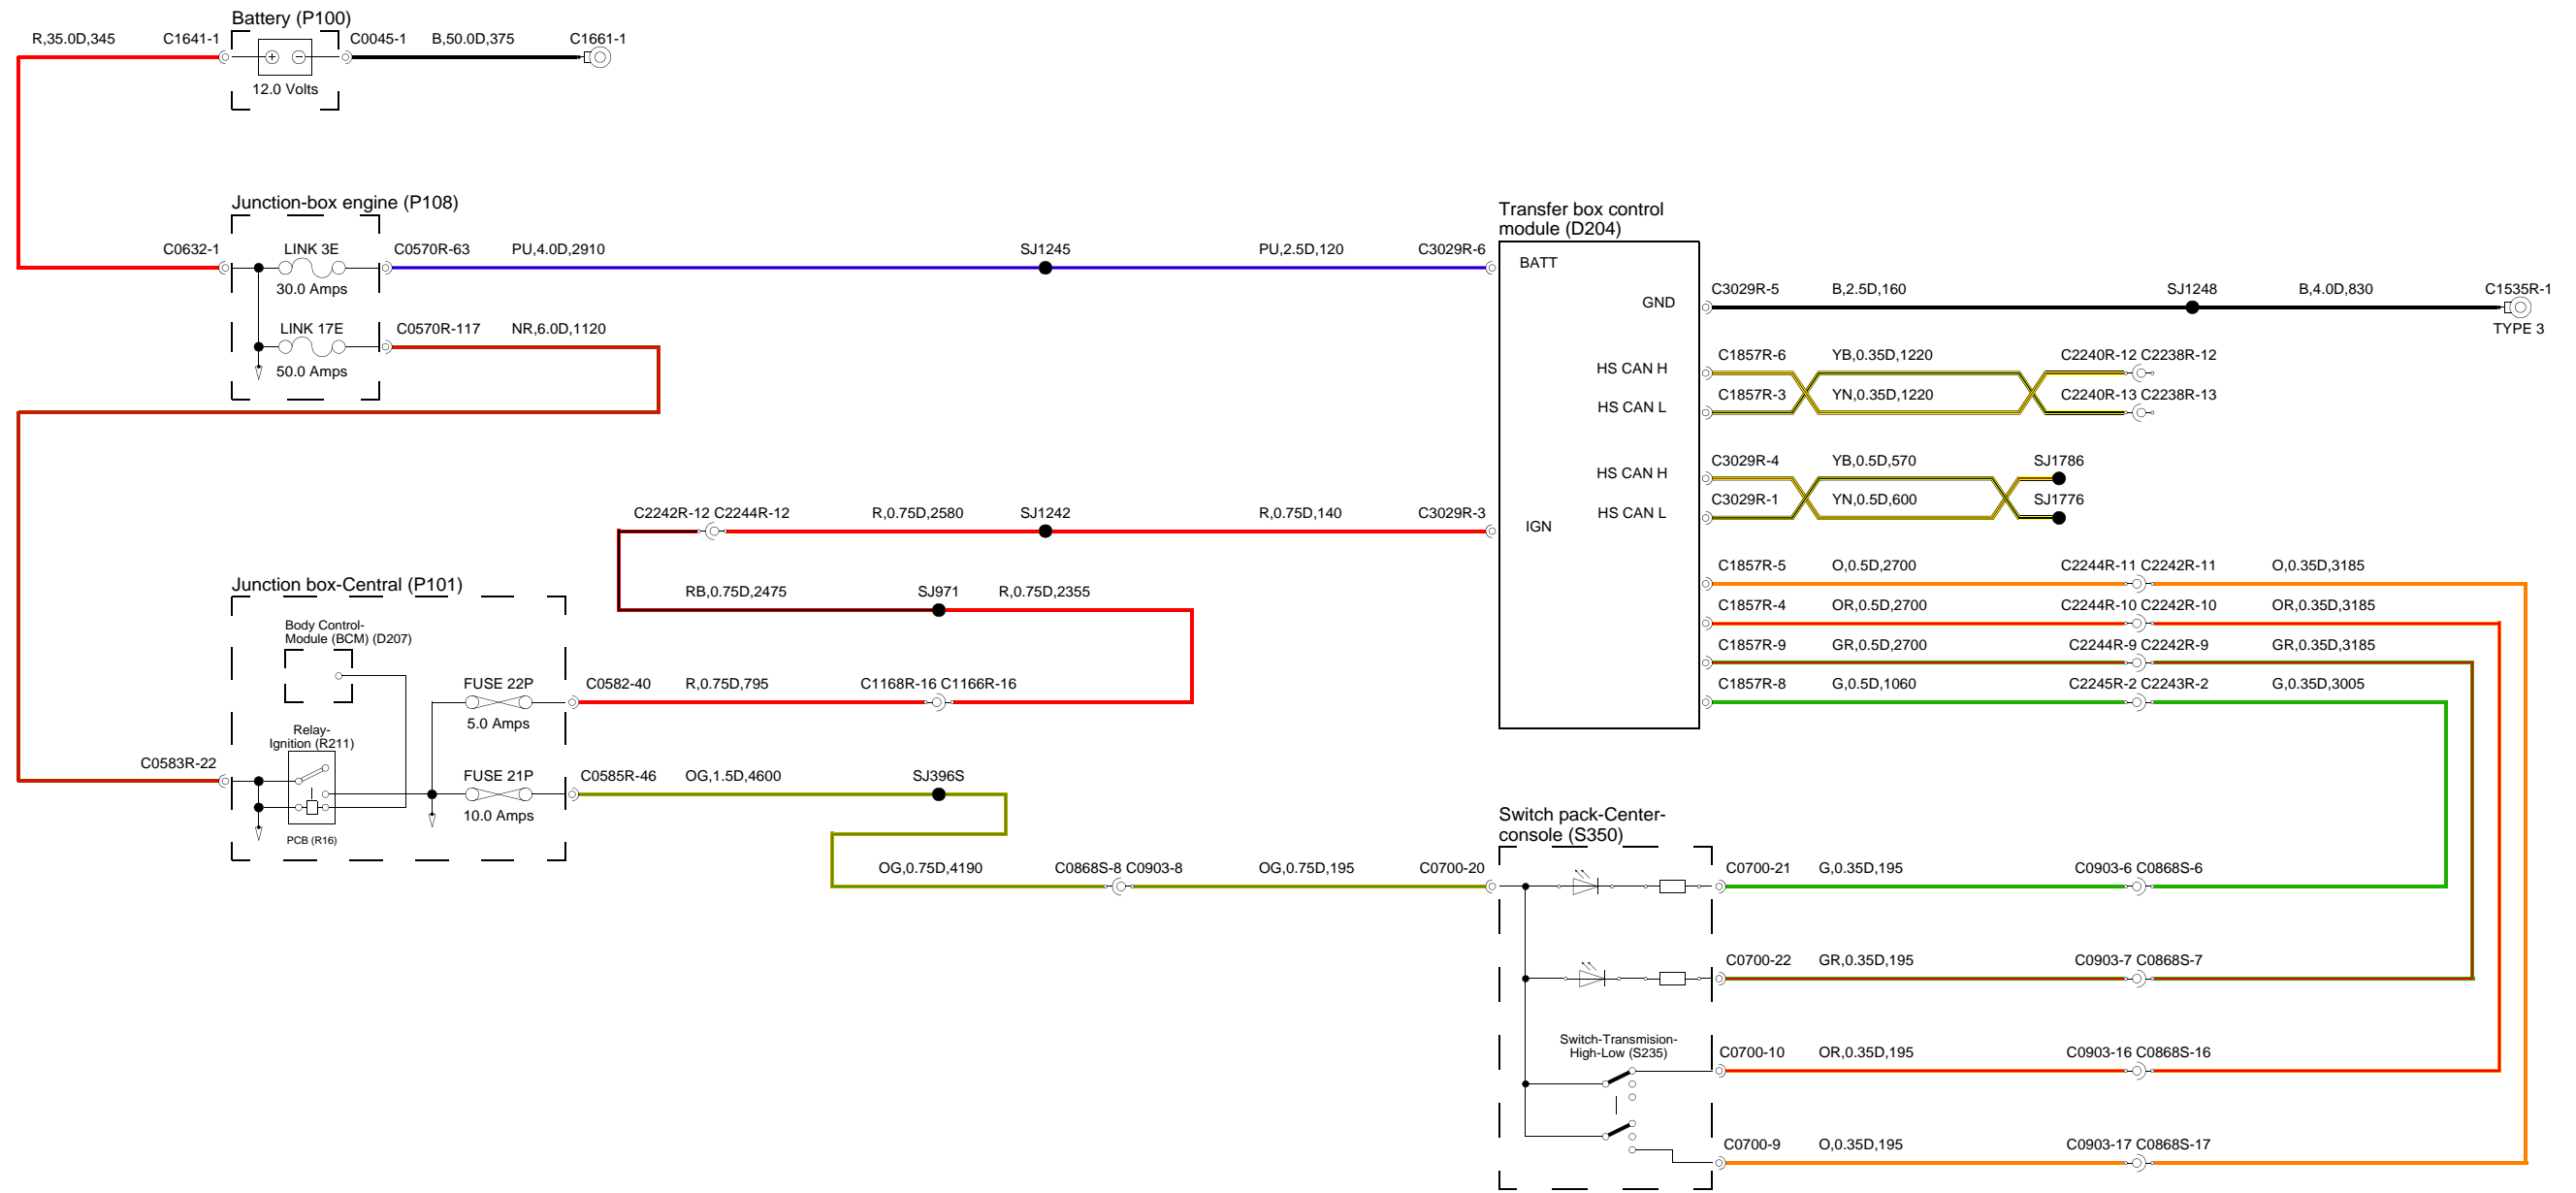 Battery (P100)
R,35.0D,345
C1641-1
C0045-1
B,50.0D,375
C1661-1
12.0 Volts
Junction-box engine (P108)
C0632-1
LINK 3E
C0570R-63
PU,4.0D,2910
SJ1245
PU,2.5D,120
C3029R-6
30.0 Amps
LINK 17E
C0570R-117
NR,6.0D,1120
50.0 Amps
Transfer box control
module (D204)
BATT
GND
C3029R-5
B,2.5D,160
SJ1248
B,4.0D,830
C1535R-1
TYPE 3
HS CAN H
C1857R-6
YB,0.35D,1220
C2240R-12 C2238R-12
HS CAN L
C1857R-3
YN,0.35D,1220
C2240R-13 C2238R-13
HS CAN H
C3029R-4
YB,0.5D,570
SJ1786
HS CAN L
C3029R-1
YN,0.5D,600
SJ1776
C2242R-12 C2244R-12
R,0.75D,2580
SJ1242
R,0.75D,140
C3029R-3
IGN
C1857R-5
O,0.5D,2700
C2244R-11 C2242R-11
O,0.35D,3185
C1857R-4
OR,0.5D,2700
C2244R-10 C2242R-10
OR,0.35D,3185
C1857R-9
GR,0.5D,2700
C2244R-9 C2242R-9
GR,0.35D,3185
C1857R-8
G,0.5D,1060
C2245R-2 C2243R-2
G,0.35D,3005
Junction box-Central (P101)
RB,0.75D,2475
SJ971
R,0.75D,2355
Body Control-
Module (BCM) (D207)
FUSE 22P
C0582-40
R,0.75D,795
C1168R-16 C1166R-16
5.0 Amps
Relay-
Ignition (R211)
C0583R-22
FUSE 21P
C0585R-46
OG,1.5D,4600
SJ396S
10.0 Amps
PCB (R16)
Switch pack-Center-
console (S350)
OG,0.75D,4190
C0868S-8 C0903-8
OG,0.75D,195
C0700-20
C0700-21
G,0.35D,195
C0903-6 C0868S-6
C0700-22
GR,0.35D,195
C0903-7 C0868S-7
Switch-Transmision-
High-Low (S235)
C0700-10
OR,0.35D,195
C0903-16 C0868S-16
C0700-9
O,0.35D,195
C0903-17 C0868S-17